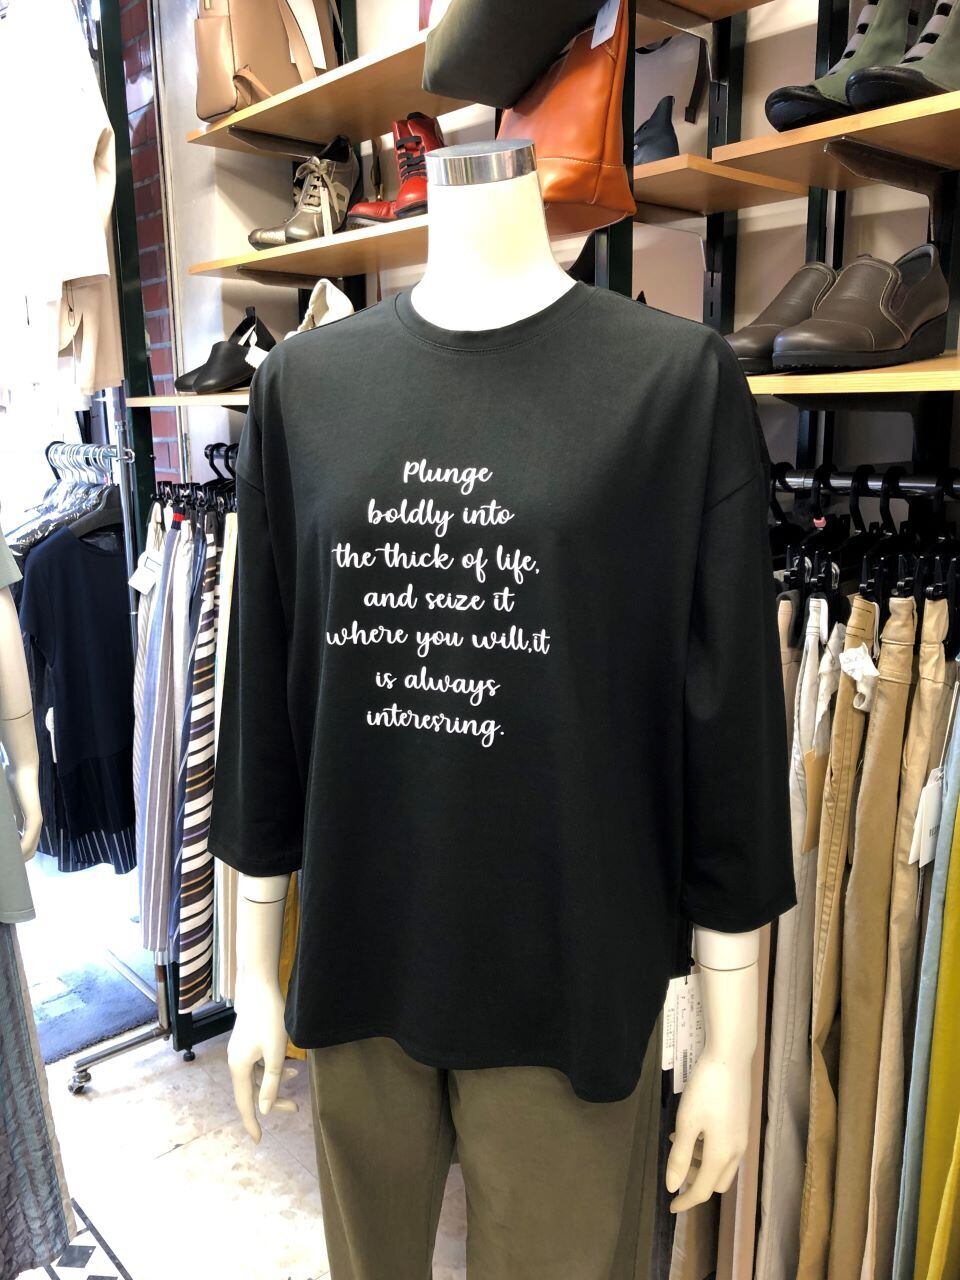 Plunge
boldly into
the thick of life,
and seize it
where you will,it
is always
interesring.